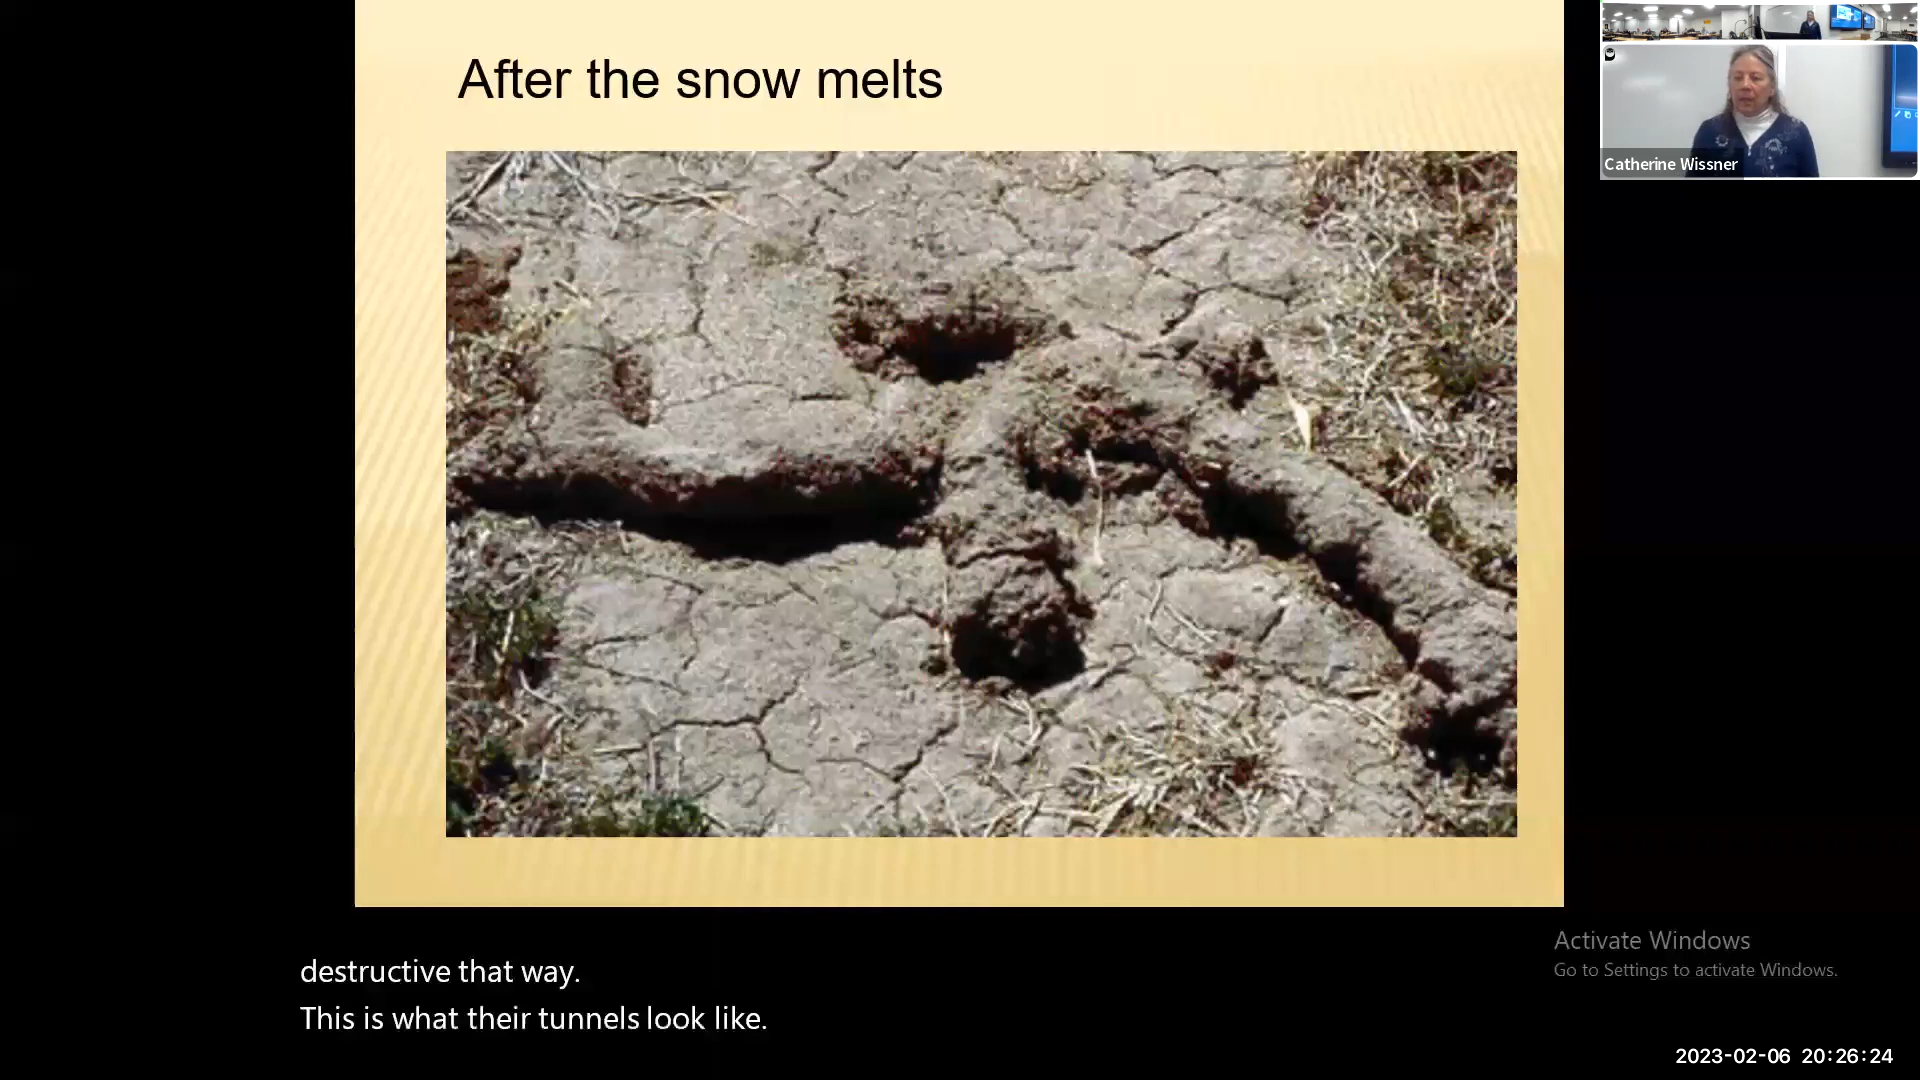 After the snow melts
Catherine Wissner
destructive that way.
This is what their tunnels look like.
Activate Windows
Go to Settings to activate Windows.
2023-02-06 20:26:24